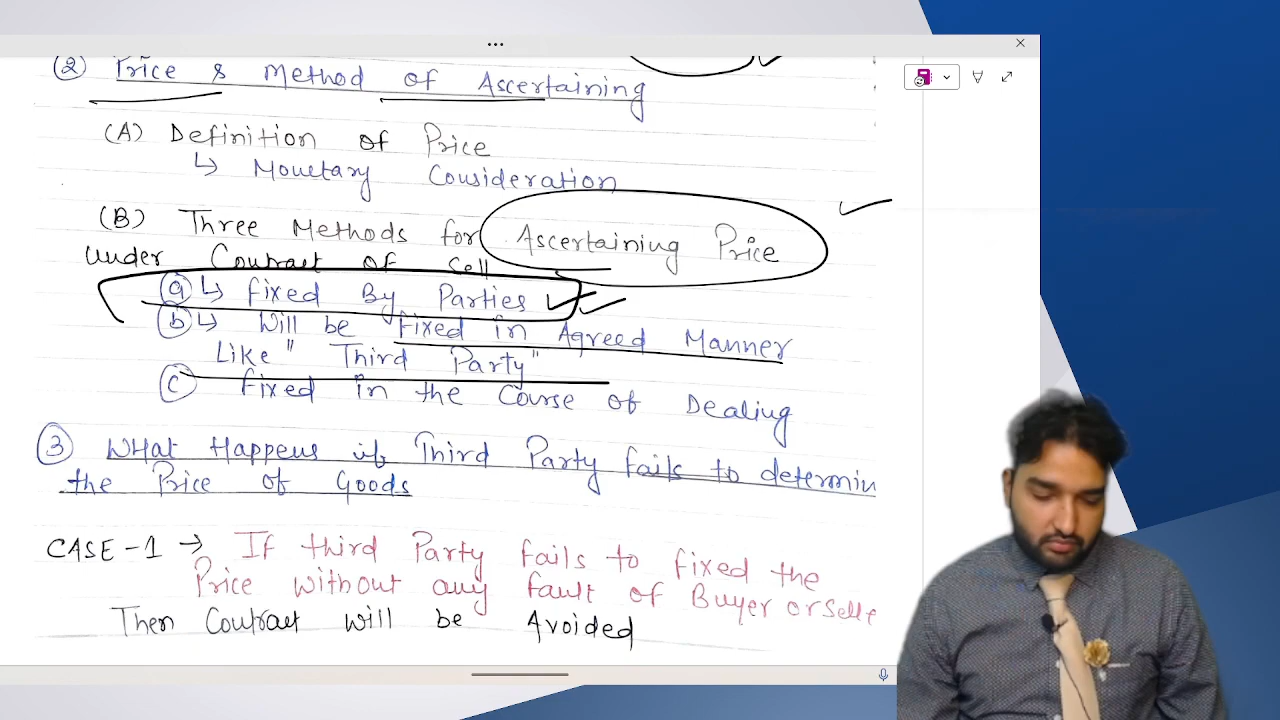 (2) Price & Method of Ascertaining
(A) Definition of Price
↳ Monetary Consideration
(B) Three Methods for Ascertaining Price
under Contract of Sell
(a) ↳ fixed By Parties
(b) ↳ Will be fixed in Agreed Manner
Like " Third Party"
(c) fixed in the Course of Dealing
(3) What Happens if Third Party fails to determin
the Price of Goods
CASE-1 → If third Party fails to fixed the
Price without any fault of Buyer or Selle
Then Contract will be Avoided